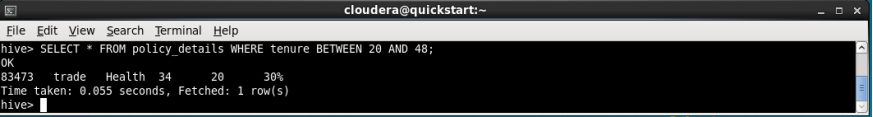 cloudera@quickstart:~
File Edit View Search Terminal Help
hive> SELECT * FROM policy_details WHERE tenure BETWEEN 20 AND 48;
OK
83473 trade Health 34 20 30%
Time taken: 0.055 seconds, Fetched: 1 row(s)
hive>